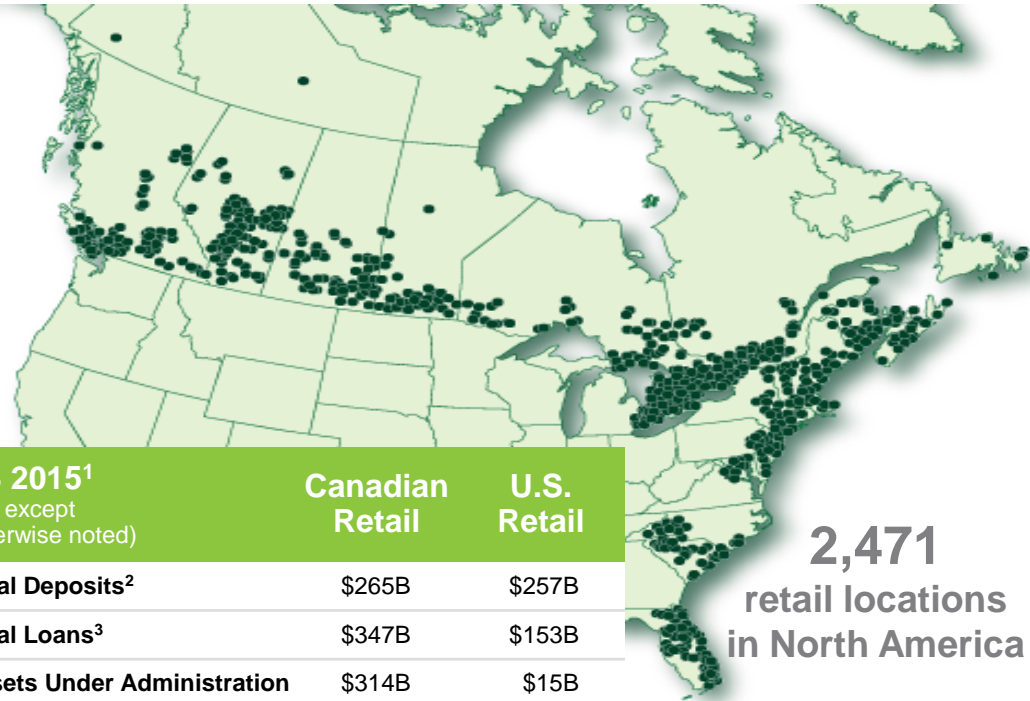 2015¹
except
erwise noted)
Canadian
Retail
U.S.
Retail
al Deposits² $265B $257B
al Loans³ $347B $153B
sets Under Administration $314B $15B
2,471
retail locations
in North America